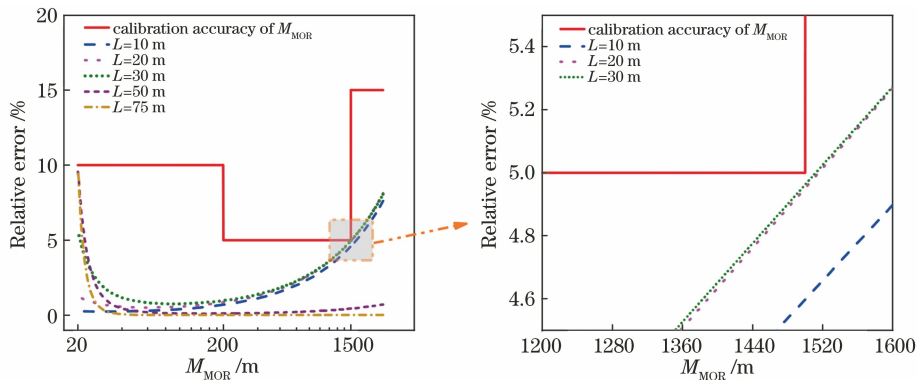 20
15
10
5
0
Relative error /%
calibration accuracy of M_MOR
L=10 m
L=20 m
L=30 m
L=50 m
L=75 m
20 200 1500
M_MOR /m
5.4
5.2
5.0
4.8
4.6
Relative error /%
calibration accuracy of M_MOR
L=10 m
L=20 m
L=30 m
1200 1280 1360 1440 1520 1600
M_MOR /m